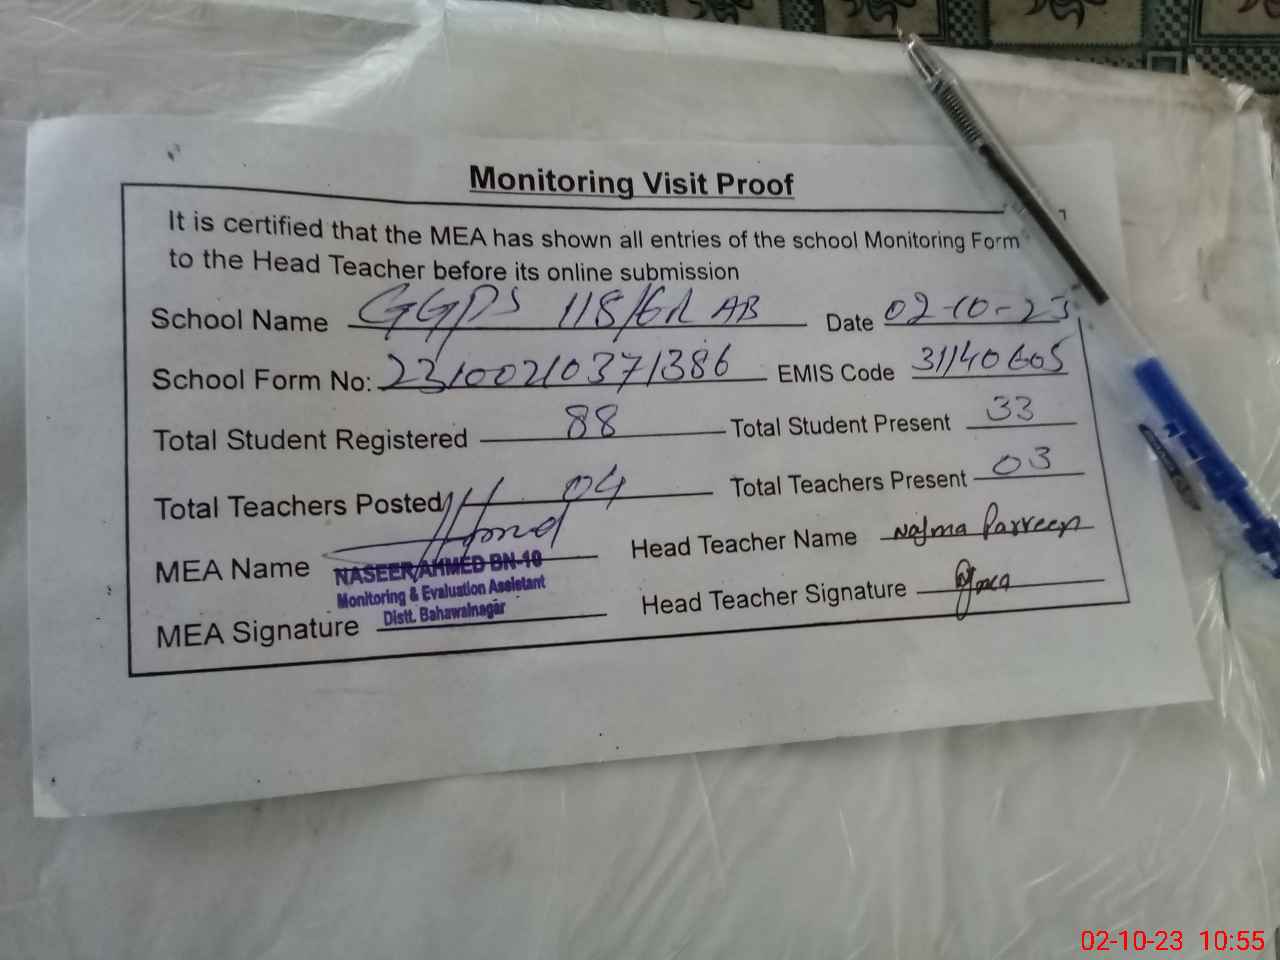 Monitoring Visit Proof
It is certified that the MEA has shown all entries of the school Monitoring Form
to the Head Teacher before its online submission
School Name GGPS 118/6R AB Date 02-10-23
School Form No: 23100210371386 EMIS Code 31140605
Total Student Registered 88 Total Student Present 33
Total Teachers Posted 04 Total Teachers Present 03
MEA Name Head Teacher Name Najma Parveen
NASEER AHMED BN-10
Monitoring & Evaluation Assistant
Distt. Bahawalnagar
MEA Signature Head Teacher Signature
02-10-23 10:55